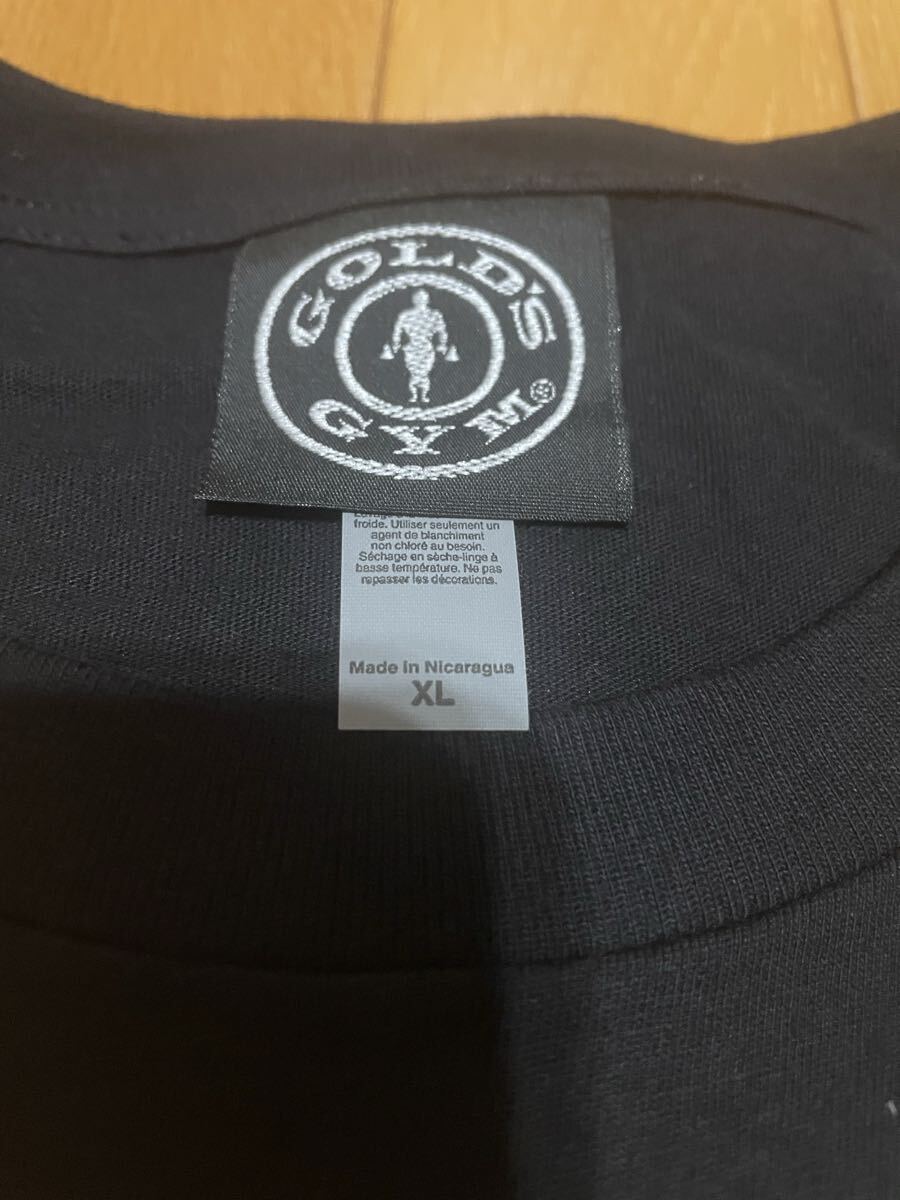 GOLD'S
GYM®
froide. Utiliser seulement un
agent de blanchiment
non chloré au besoin.
Séchage en sèche-linge à
basse température. Ne pas
repasser les décorations.
Made in Nicaragua
XL